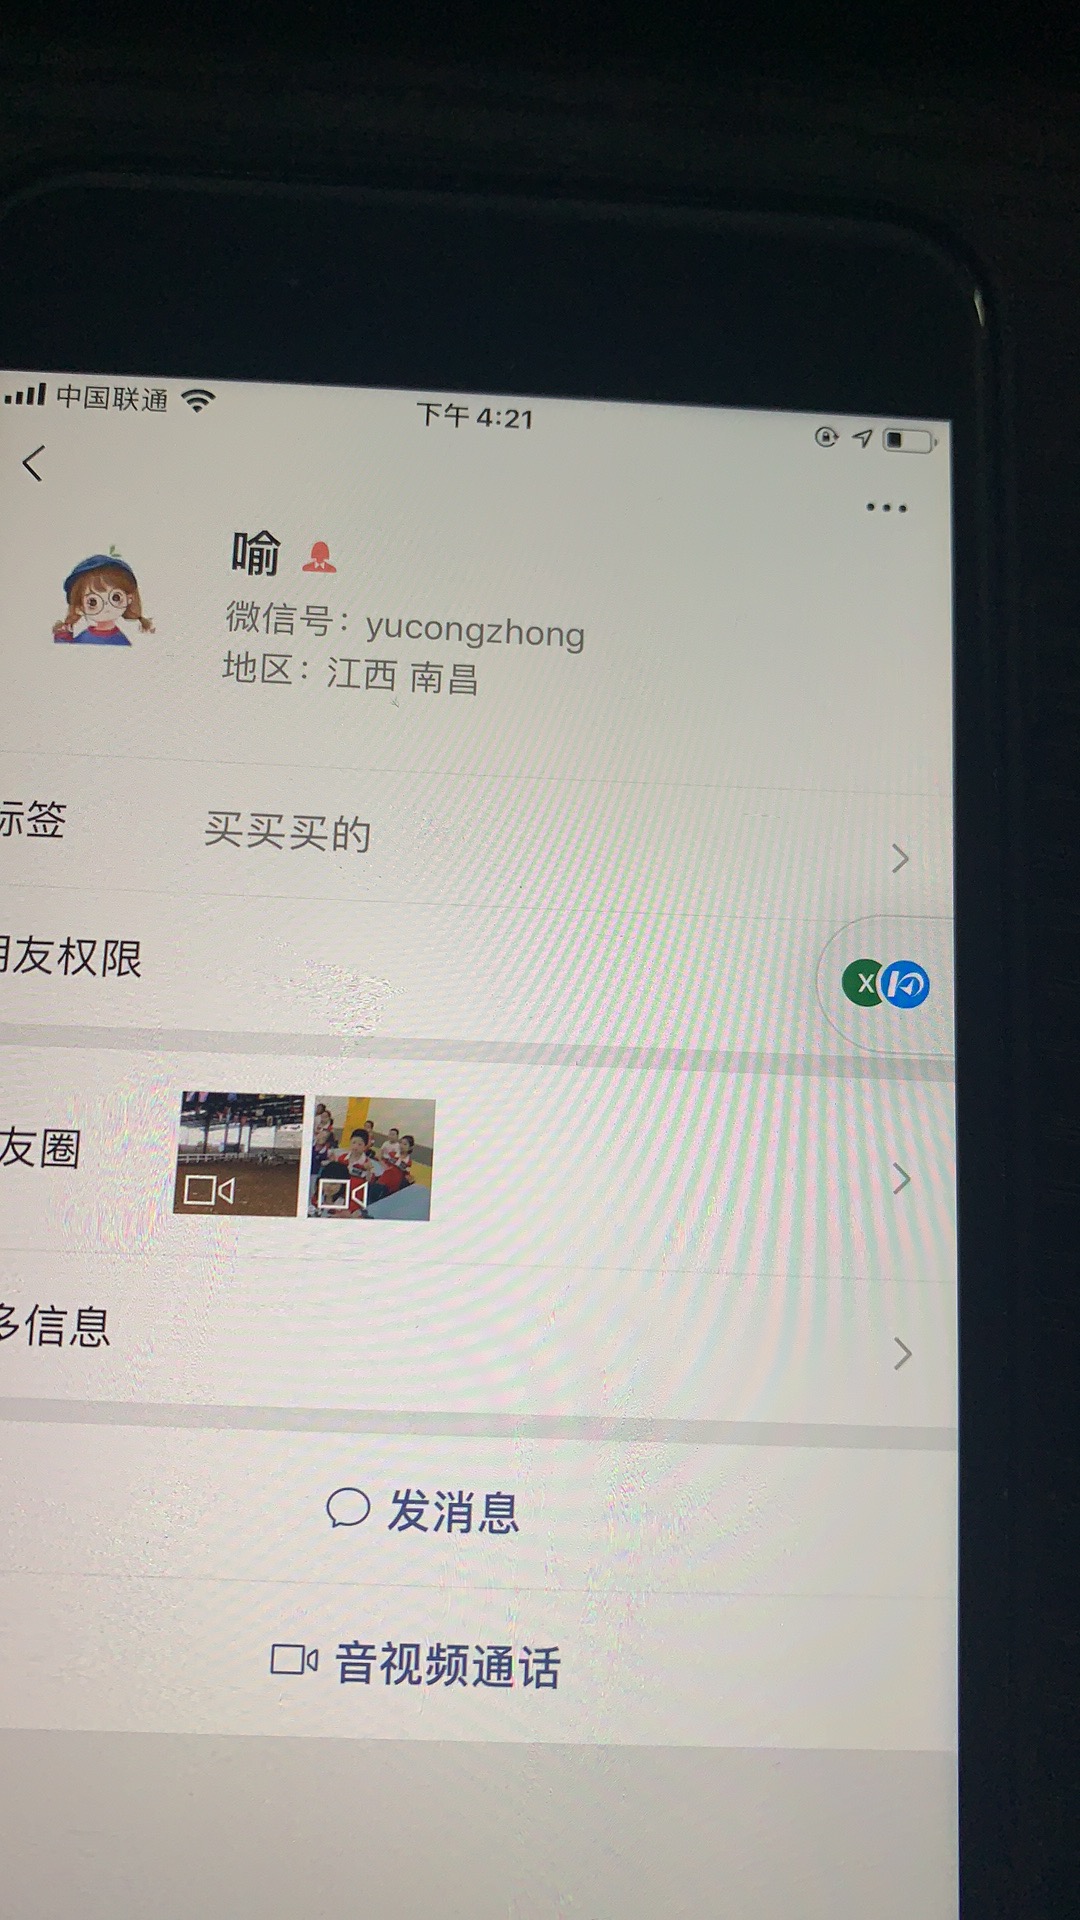 中国联通
下午 4:21
喻
微信号：yucongzhong
地区：江西 南昌
标签 买买买的
朋友权限
X
友圈
多信息
发消息
音视频通话